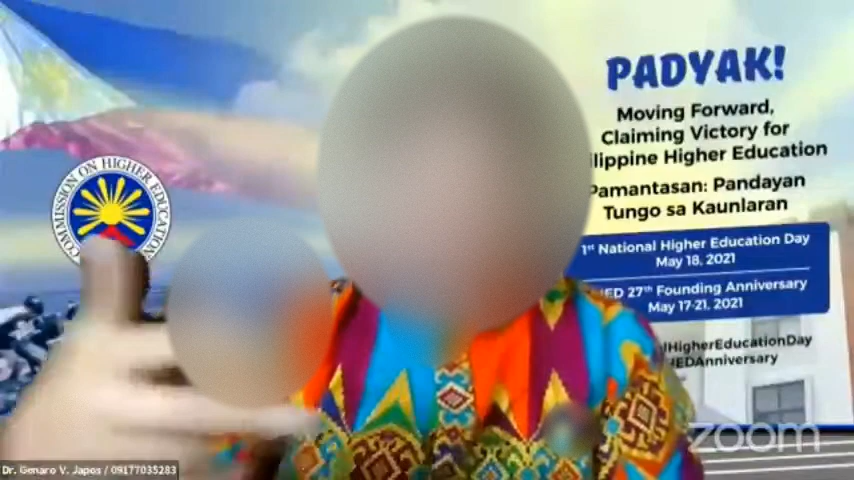 PADYAK!
Moving Forward,
Claiming Victory for
ilippine Higher Education
Pamantasan: Pandayan
Tungo sa Kaunlaran
1st National Higher Education Day
May 18, 2021
ED 27th Founding Anniversary
May 17-21, 2021
lHigherEducationDay
EDAnniversary
COMMISSION ON HIGHER EDUCATION
zoom
Dr. Genaro V. Japos / 09177035283